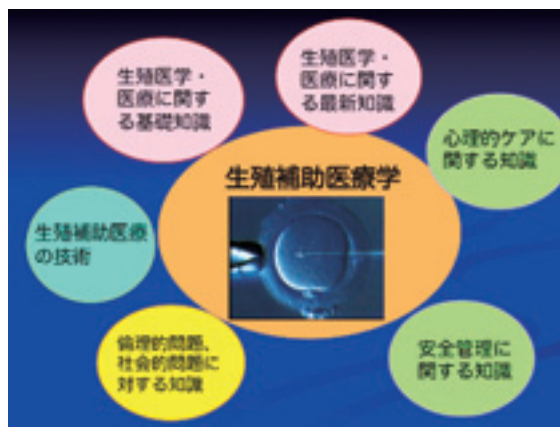 生殖医学・
医療に関す
る基礎知識
生殖医学・
医療に関す
る最新知識
心理的ケアに
関する知識
生殖補助医療学
生殖補助医療
の技術
倫理的問題、
社会的問題に
対する知識
安全管理に
関する知識